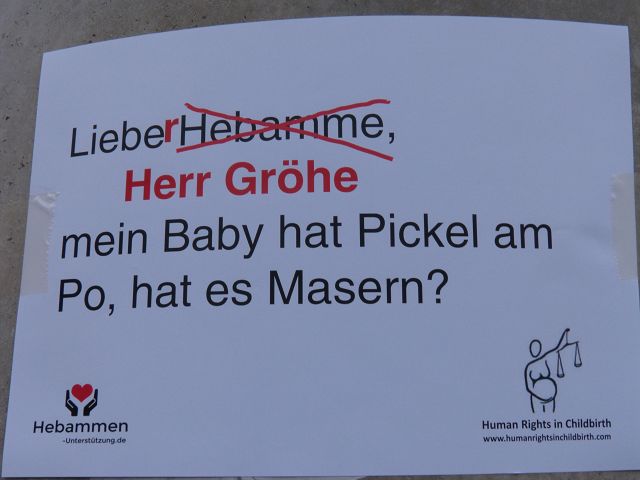 Lieber Hebamme,
Herr Gröhe
mein Baby hat Pickel am
Po, hat es Masern?
Hebammen
-Unterstützung.de
Human Rights in Childbirth
www.humanrightsinchildbirth.com